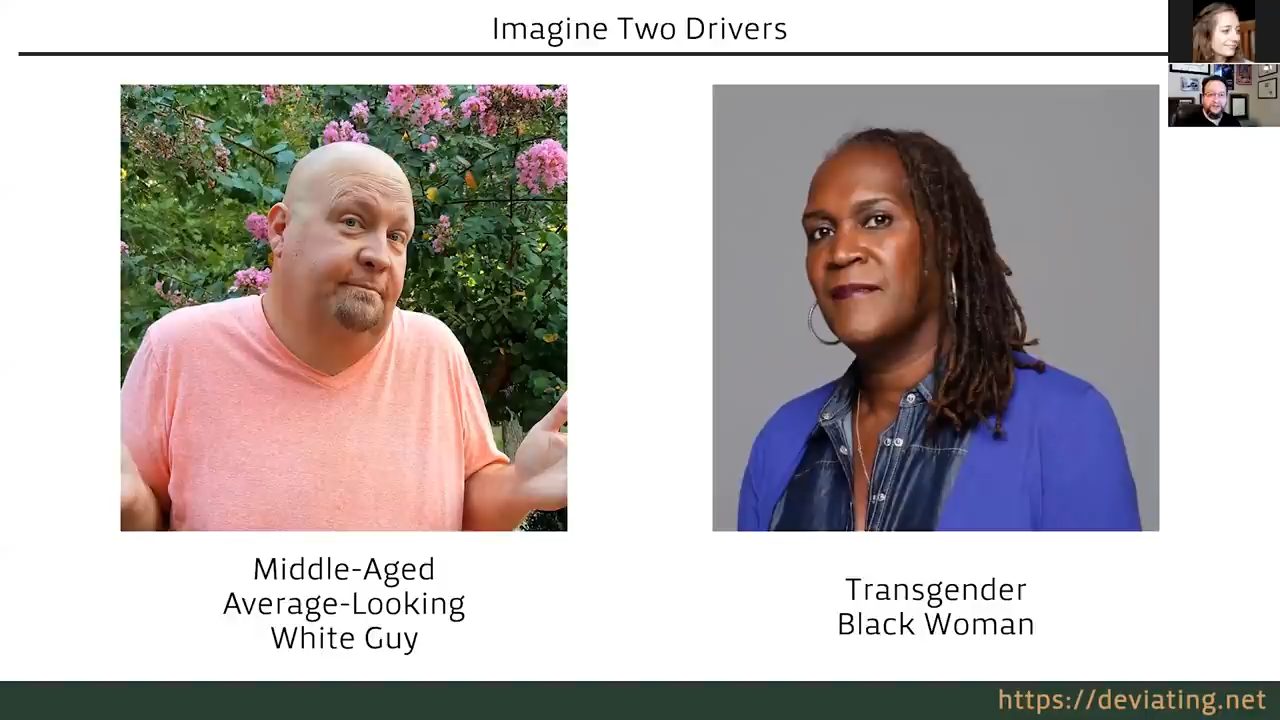 Imagine Two Drivers
Middle-Aged
Average-Looking
White Guy
Transgender
Black Woman
https://deviating.net